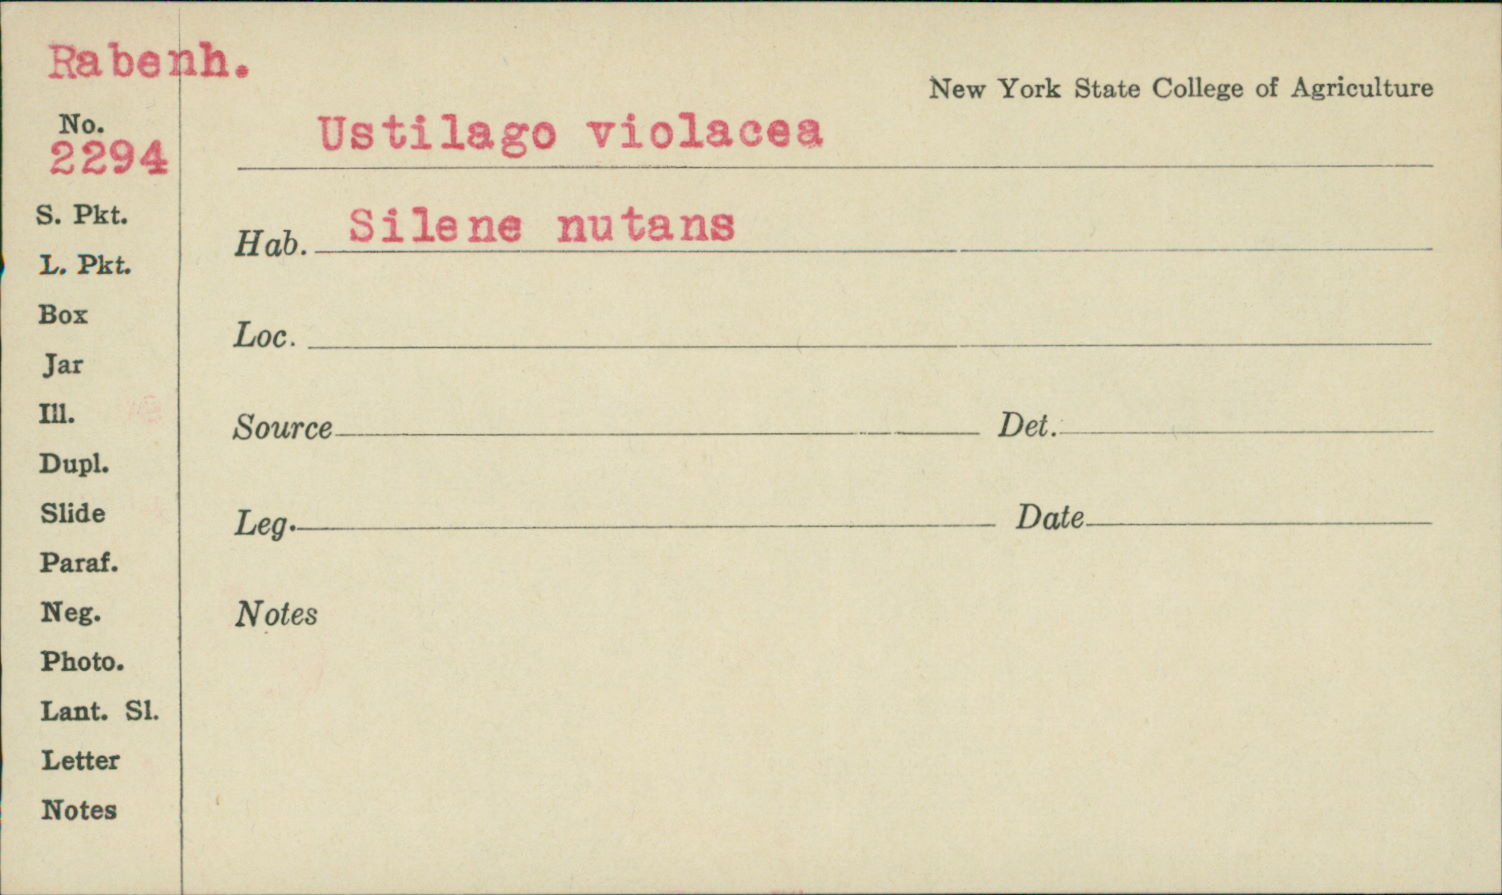 Rabenh.
New York State College of Agriculture
No.
2294
Ustilago violacea
S. Pkt.
Hab. Silene nutans
L. Pkt.
Box
Loc.
Jar
Ill.
Source Det.
Dupl.
Slide
Leg. Date
Paraf.
Neg.
Notes
Photo.
Lant. Sl.
Letter
Notes